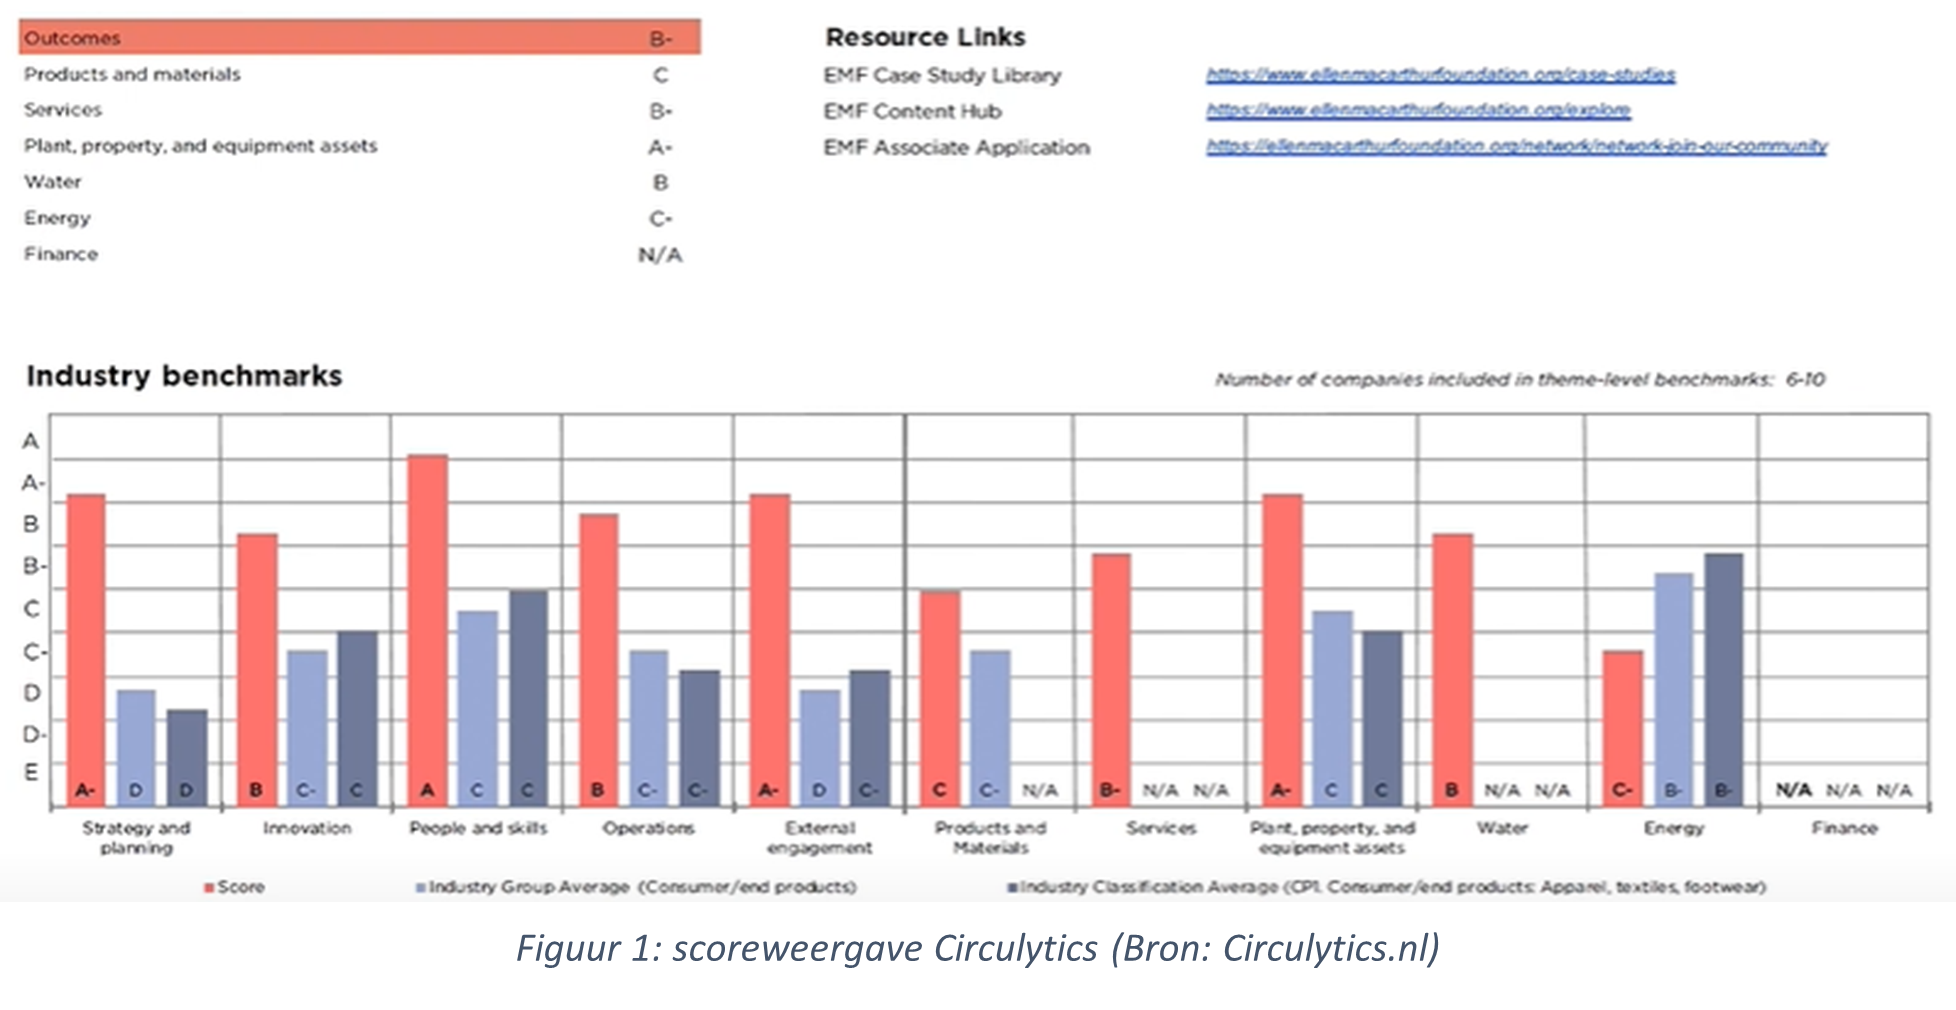 Outcomes B-
Products and materials C
Services B-
Plant, property, and equipment assets A-
Water B
Energy C-
Finance N/A
Resource Links
EMF Case Study Library https://www.ellenmacarthurfoundation.org/case-studies
EMF Content Hub https://www.ellenmacarthurfoundation.org/explore
EMF Associate Application https://ellenmacarthurfoundation.org/network/network-join-our-community
Industry benchmarks
Number of companies included in theme-level benchmarks: 6-10
A
A-
B
B-
C
C-
D
D-
E
A- D D B C- C A C C B C- C- A- D C- C C- N/A B- N/A N/A A- C C B N/A N/A C- B- B- N/A N/A N/A
Strategy and planning
Innovation
People and skills
Operations
External engagement
Products and Materials
Services
Plant, property, and equipment assets
Water
Energy
Finance
Score
Industry Group Average (Consumer/end products)
Industry Classification Average (CP1. Consumer/end products: Apparel, textiles, footwear)
Figuur 1: scoreweergave Circulytics (Bron: Circulytics.nl)